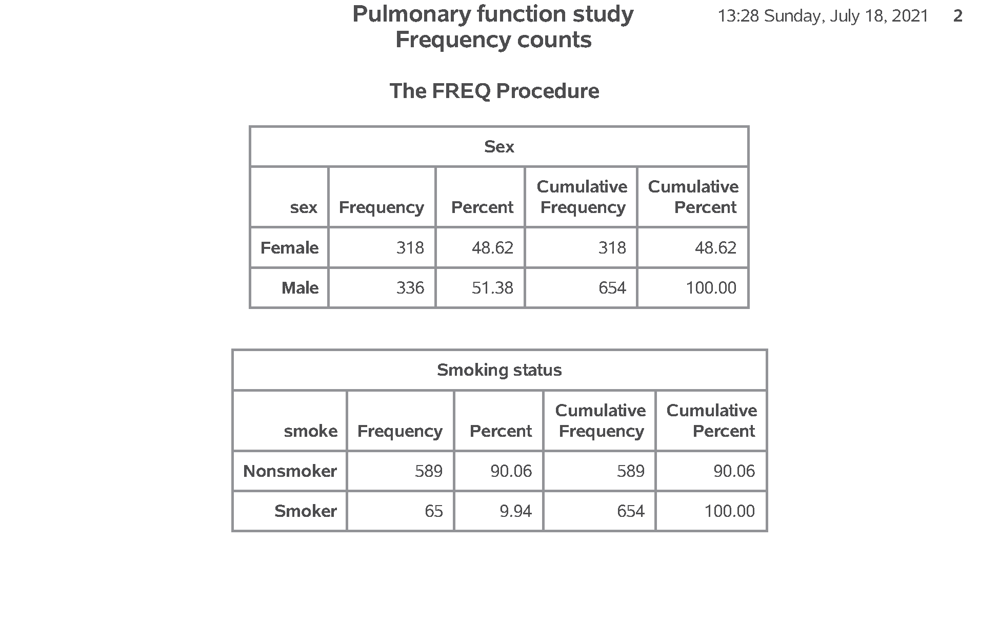 Pulmonary function study 13:28 Sunday, July 18, 2021 2
Frequency counts
The FREQ Procedure
Sex
sex Frequency Percent Cumulative Frequency Cumulative Percent
Female 318 48.62 318 48.62
Male 336 51.38 654 100.00
Smoking status
smoke Frequency Percent Cumulative Frequency Cumulative Percent
Nonsmoker 589 90.06 589 90.06
Smoker 65 9.94 654 100.00